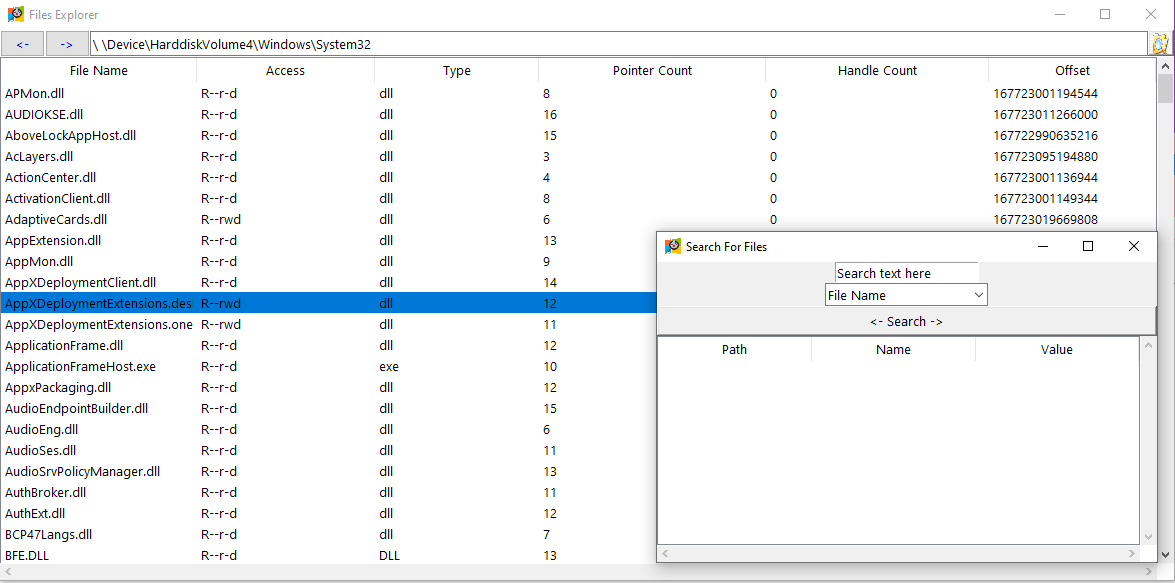 Files Explorer
<- -> \ \Device\HarddiskVolume4\Windows\System32
File Name Access Type Pointer Count Handle Count Offset
APMon.dll R--r-d dll 8 0 167723001194544
AUDIOKSE.dll R--r-d dll 16 0 167723011266000
AboveLockAppHost.dll R--r-d dll 15 0 167722990635216
AcLayers.dll R--r-d dll 3 0 167723095194880
ActionCenter.dll R--r-d dll 4 0 167723001136944
ActivationClient.dll R--r-d dll 8 0 167723001149344
AdaptiveCards.dll R--rwd dll 6 0 167723019669808
AppExtension.dll R--r-d dll 13
AppMon.dll R--r-d dll 9
AppXDeploymentClient.dll R--r-d dll 14
AppXDeploymentExtensions.des R--rwd dll 12
AppXDeploymentExtensions.one R--rwd dll 11
ApplicationFrame.dll R--r-d dll 12
ApplicationFrameHost.exe R--r-d exe 10
AppxPackaging.dll R--r-d dll 12
AudioEndpointBuilder.dll R--r-d dll 15
AudioEng.dll R--r-d dll 6
AudioSes.dll R--r-d dll 11
AudioSrvPolicyManager.dll R--r-d dll 13
AuthBroker.dll R--r-d dll 11
AuthExt.dll R--r-d dll 12
BCP47Langs.dll R--r-d dll 7
BFE.DLL R--r-d DLL 13
Search For Files
Search text here
File Name
<- Search ->
Path Name Value